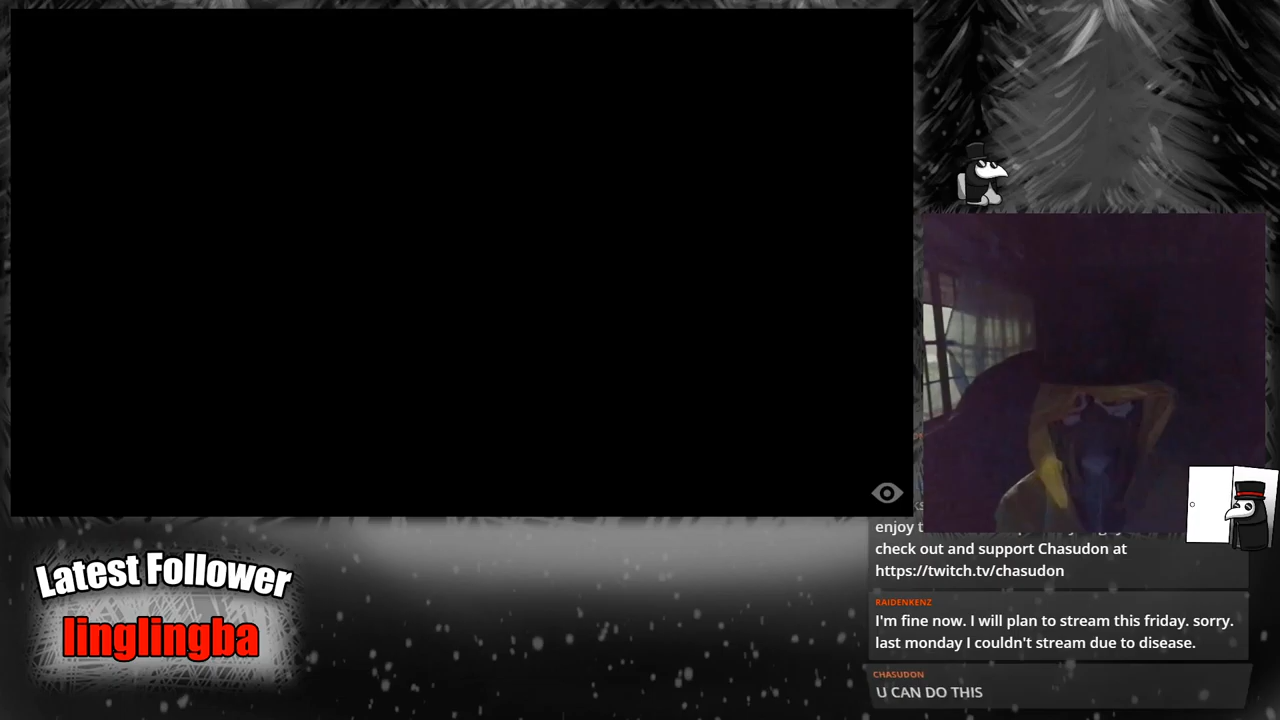 Latest Follower
linglingba
enjoy t
check out and support Chasudon at
https://twitch.tv/chasudon
RAIDENKENZ
I'm fine now. I will plan to stream this friday. sorry.
last monday I couldn't stream due to disease.
CHASUDON
U CAN DO THIS